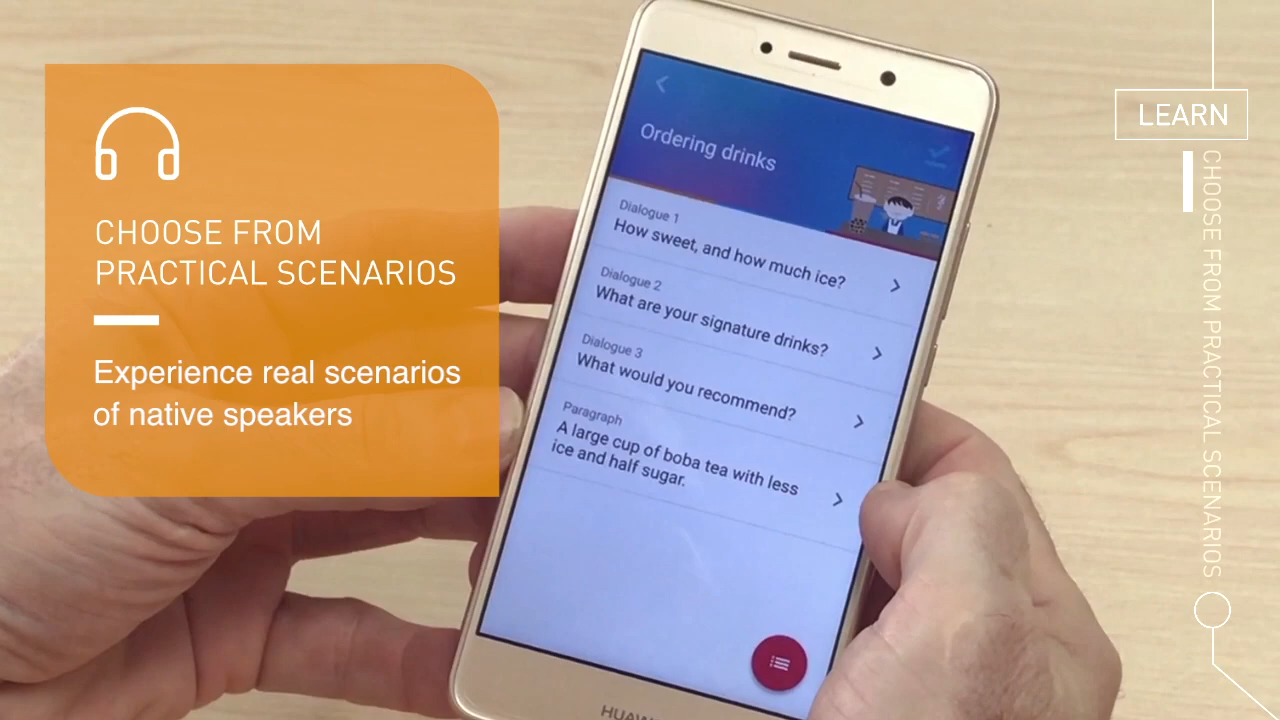 CHOOSE FROM
PRACTICAL SCENARIOS
Experience real scenarios
of native speakers
Ordering drinks
Dialogue 1
How sweet, and how much ice?
Dialogue 2
What are your signature drinks?
Dialogue 3
What would you recommend?
Paragraph
A large cup of boba tea with less
ice and half sugar.
LEARN
CHOOSE FROM PRACTICAL SCENARIOS